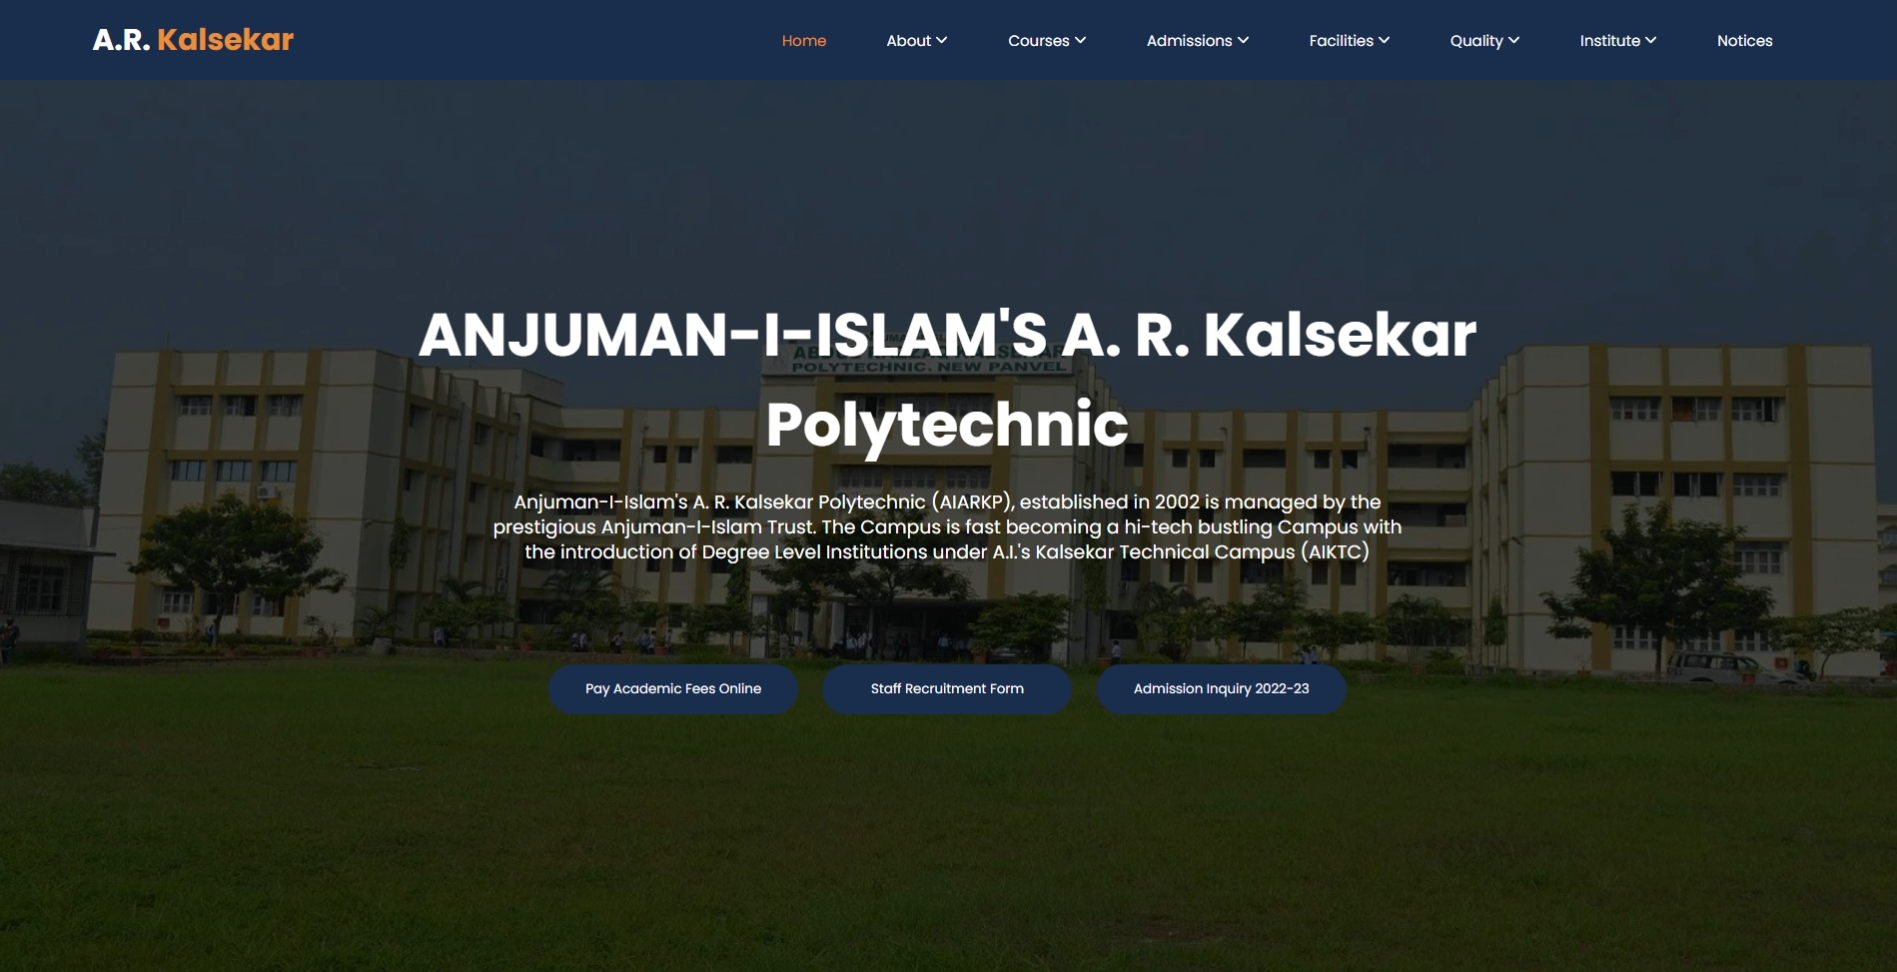 A.R. Kalsekar
Home About Courses Admissions Facilities Quality Institute Notices
ANJUMAN-I-ISLAM'S A. R. Kalsekar
POLYTECHNIC. NEW PANVEL
Polytechnic
Anjuman-I-Islam's A. R. Kalsekar Polytechnic (AIARKP), established in 2002 is managed by the
prestigious Anjuman-I-Islam Trust. The Campus is fast becoming a hi-tech bustling Campus with
the introduction of Degree Level Institutions under A.I.'s Kalsekar Technical Campus (AIKTC)
Pay Academic Fees Online Staff Recruitment Form Admission Inquiry 2022-23